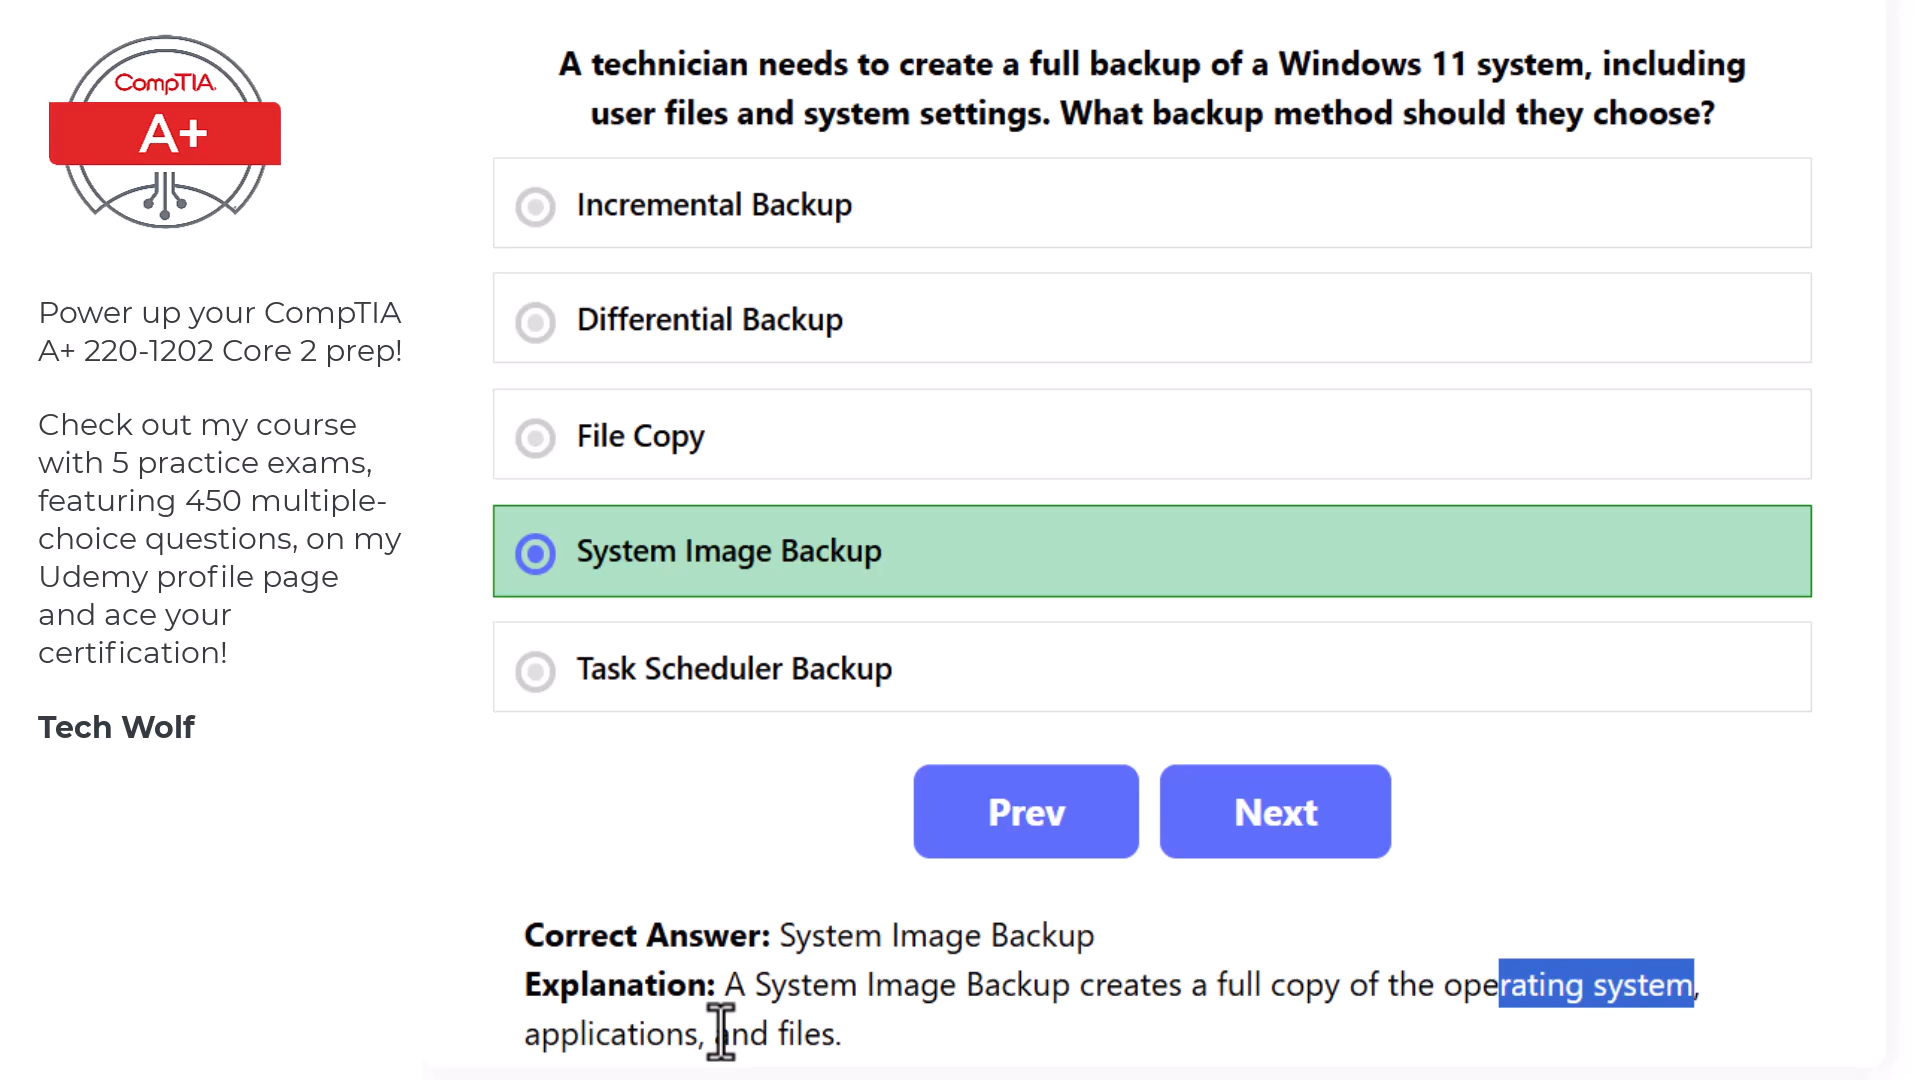 CompTIA.
A+
Power up your CompTIA
A+ 220-1202 Core 2 prep!
Check out my course
with 5 practice exams,
featuring 450 multiple-
choice questions, on my
Udemy profile page
and ace your
certification!
Tech Wolf
A technician needs to create a full backup of a Windows 11 system, including
user files and system settings. What backup method should they choose?
Incremental Backup
Differential Backup
File Copy
System Image Backup
Task Scheduler Backup
Prev
Next
Correct Answer: System Image Backup
Explanation: A System Image Backup creates a full copy of the operating system,
applications, and files.